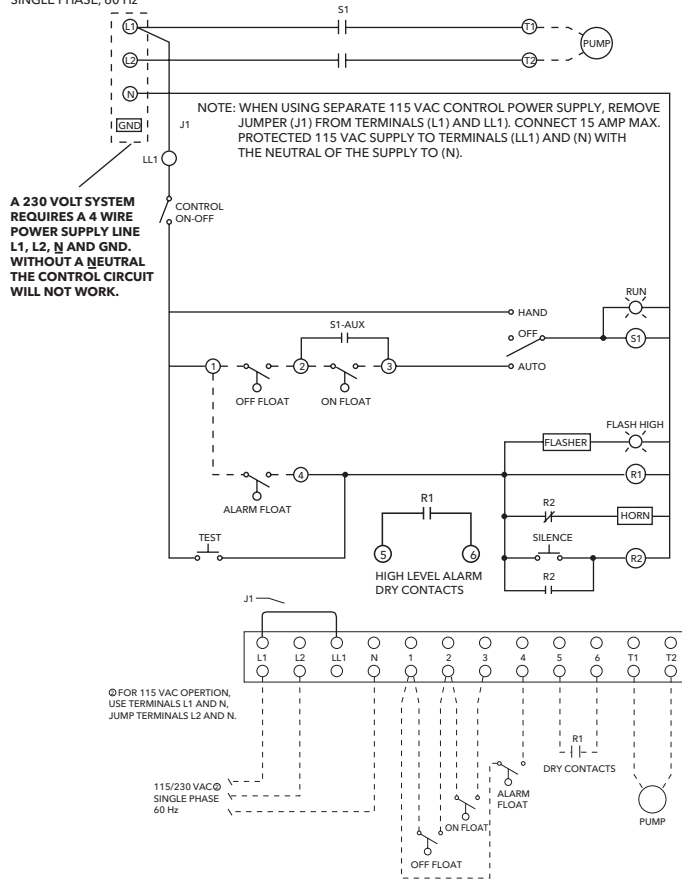 SINGLE PHASE, 60 Hz
S1
L1
T1
PUMP
L2
T2
N
NOTE: WHEN USING SEPARATE 115 VAC CONTROL POWER SUPPLY, REMOVE
JUMPER (J1) FROM TERMINALS (L1) AND LL1). CONNECT 15 AMP MAX.
PROTECTED 115 VAC SUPPLY TO TERMINALS (LL1) AND (N) WITH
THE NEUTRAL OF THE SUPPLY TO (N).
GND
J1
LL1
A 230 VOLT SYSTEM
REQUIRES A 4 WIRE
POWER SUPPLY LINE
L1, L2, N AND GND.
WITHOUT A NEUTRAL
THE CONTROL CIRCUIT
WILL NOT WORK.
CONTROL
ON-OFF
RUN
HAND
S1-AUX
OFF
S1
1
2
3
AUTO
OFF FLOAT
ON FLOAT
FLASH HIGH
FLASHER
4
R1
ALARM FLOAT
R1
R2
HORN
TEST
SILENCE
5
6
R2
HIGH LEVEL ALARM
DRY CONTACTS
R2
J1
L1 L2 LL1 N 1 2 3 4 5 6 T1 T2
② FOR 115 VAC OPERTION,
USE TERMINALS L1 AND N,
JUMP TERMINALS L2 AND N.
R1
DRY CONTACTS
115/230 VAC ②
SINGLE PHASE
60 Hz
ALARM
FLOAT
PUMP
ON FLOAT
OFF FLOAT